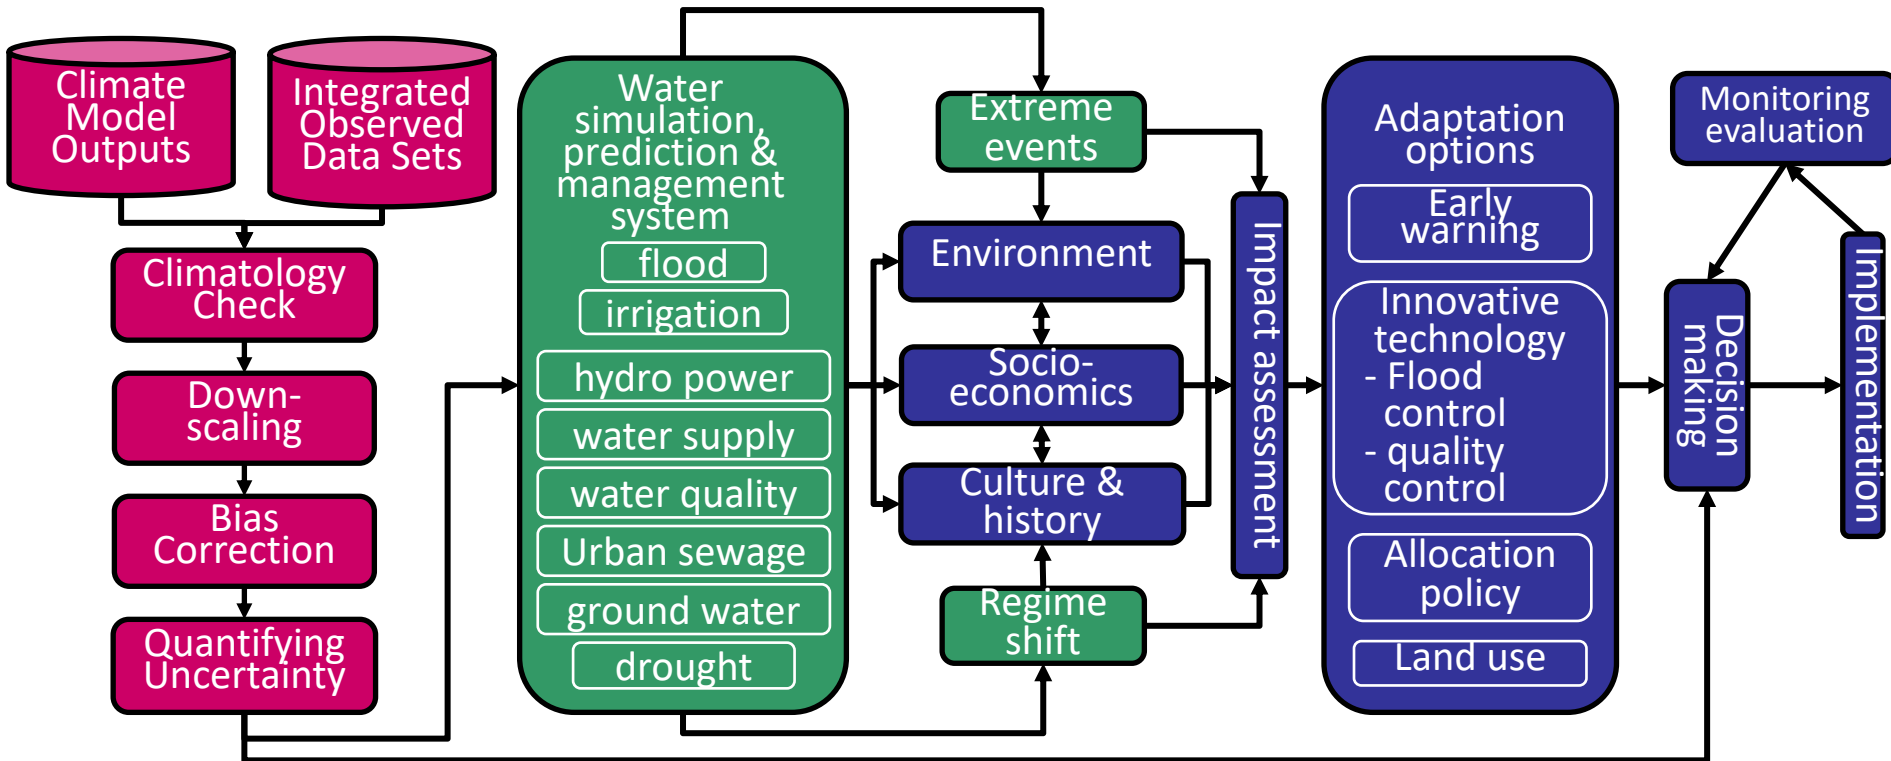 Climate
Model
Outputs
Integrated
Observed
Data Sets
Climatology
Check
Down-
scaling
Bias
Correction
Quantifying
Uncertainty
Water
simulation,
prediction &
management
system
flood
irrigation
hydro power
water supply
water quality
Urban sewage
ground water
drought
Extreme
events
Environment
Socio-
economics
Culture &
history
Regime
shift
Impact assessment
Adaptation
options
Early
warning
Innovative
technology
- Flood
control
- quality
control
Allocation
policy
Land use
Monitoring
evaluation
Decision
making
Implementation